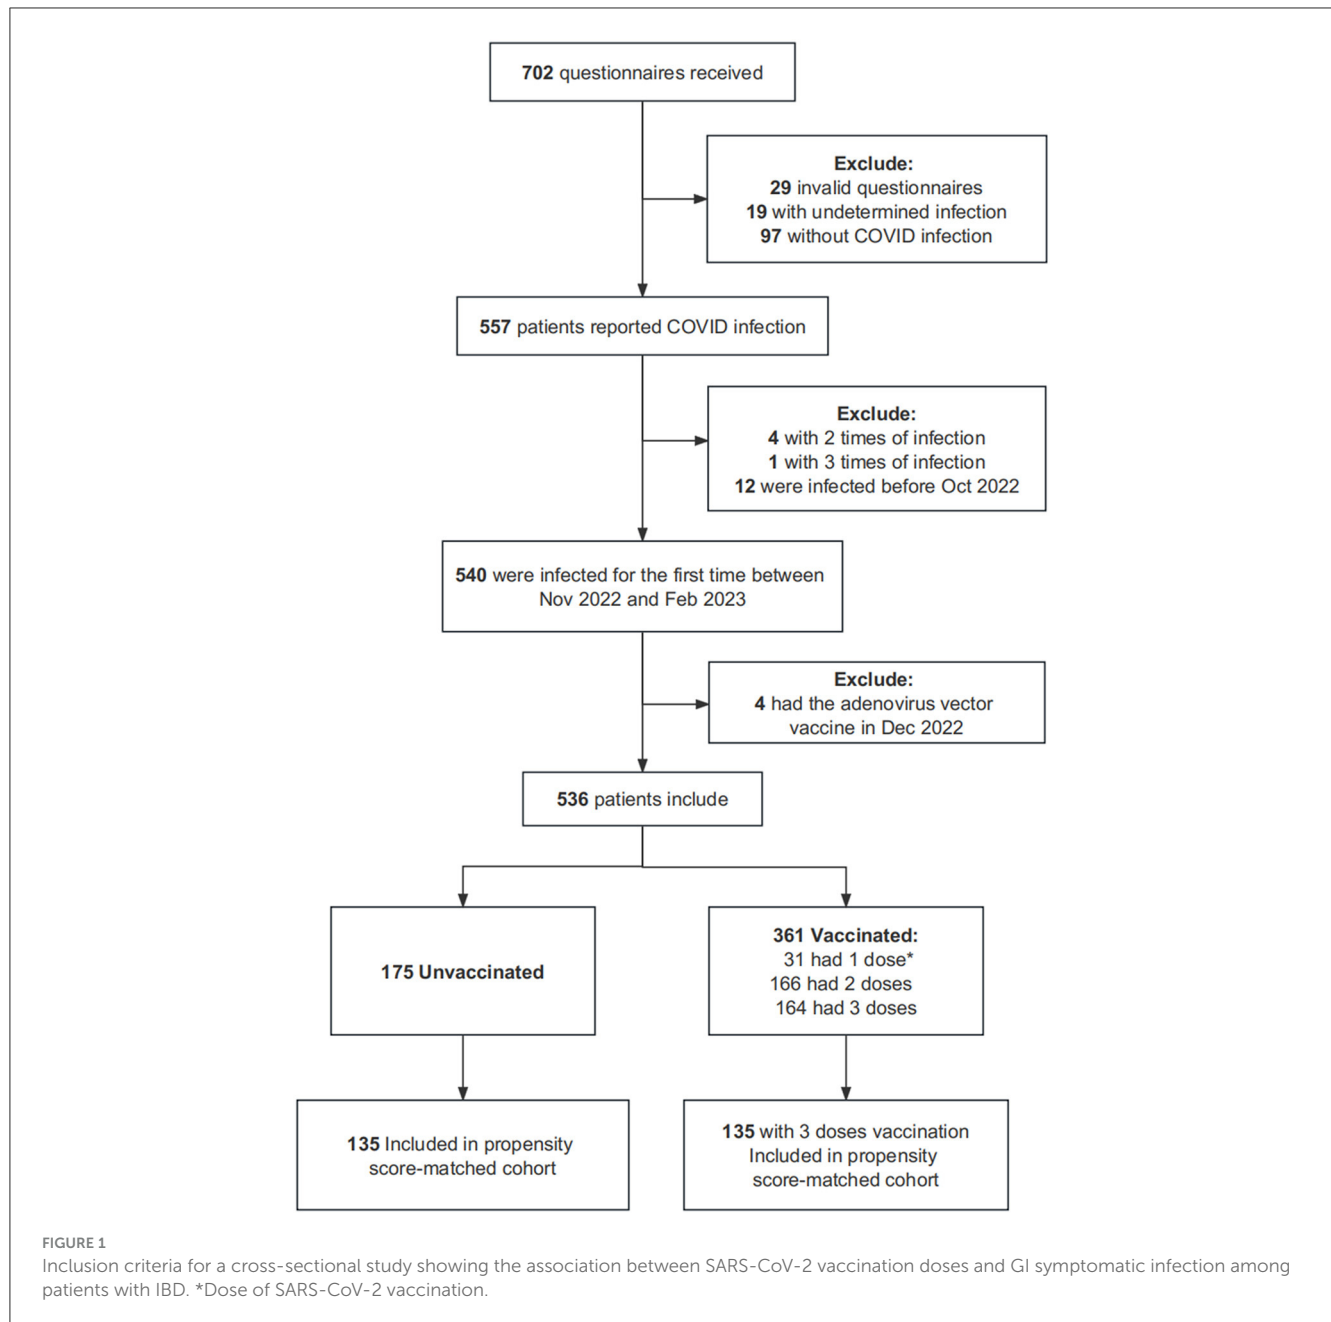 702 questionnaires received
Exclude:
29 invalid questionnaires
19 with undetermined infection
97 without COVID infection
557 patients reported COVID infection
Exclude:
4 with 2 times of infection
1 with 3 times of infection
12 were infected before Oct 2022
540 were infected for the first time between
Nov 2022 and Feb 2023
Exclude:
4 had the adenovirus vector
vaccine in Dec 2022
536 patients include
175 Unvaccinated
361 Vaccinated:
31 had 1 dose*
166 had 2 doses
164 had 3 doses
135 Included in propensity
score-matched cohort
135 with 3 doses vaccination
Included in propensity
score-matched cohort
FIGURE 1
Inclusion criteria for a cross-sectional study showing the association between SARS-CoV-2 vaccination doses and GI symptomatic infection among
patients with IBD. *Dose of SARS-CoV-2 vaccination.